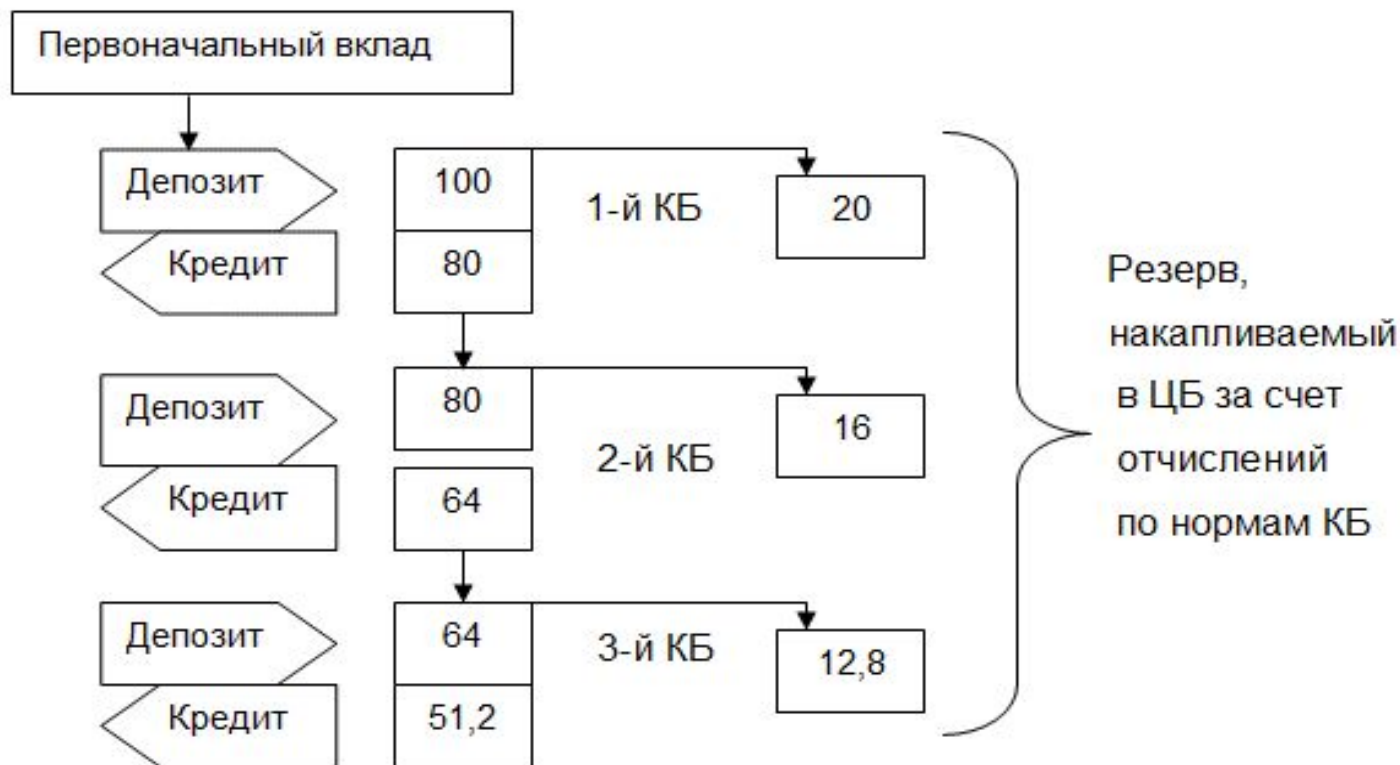 Первоначальный вклад
Депозит
100
1-й КБ
20
Кредит
80
Депозит
80
2-й КБ
16
Кредит
64
Депозит
64
3-й КБ
12,8
Кредит
51,2
Резерв,
накапливаемый
в ЦБ за счет
отчислений
по нормам КБ